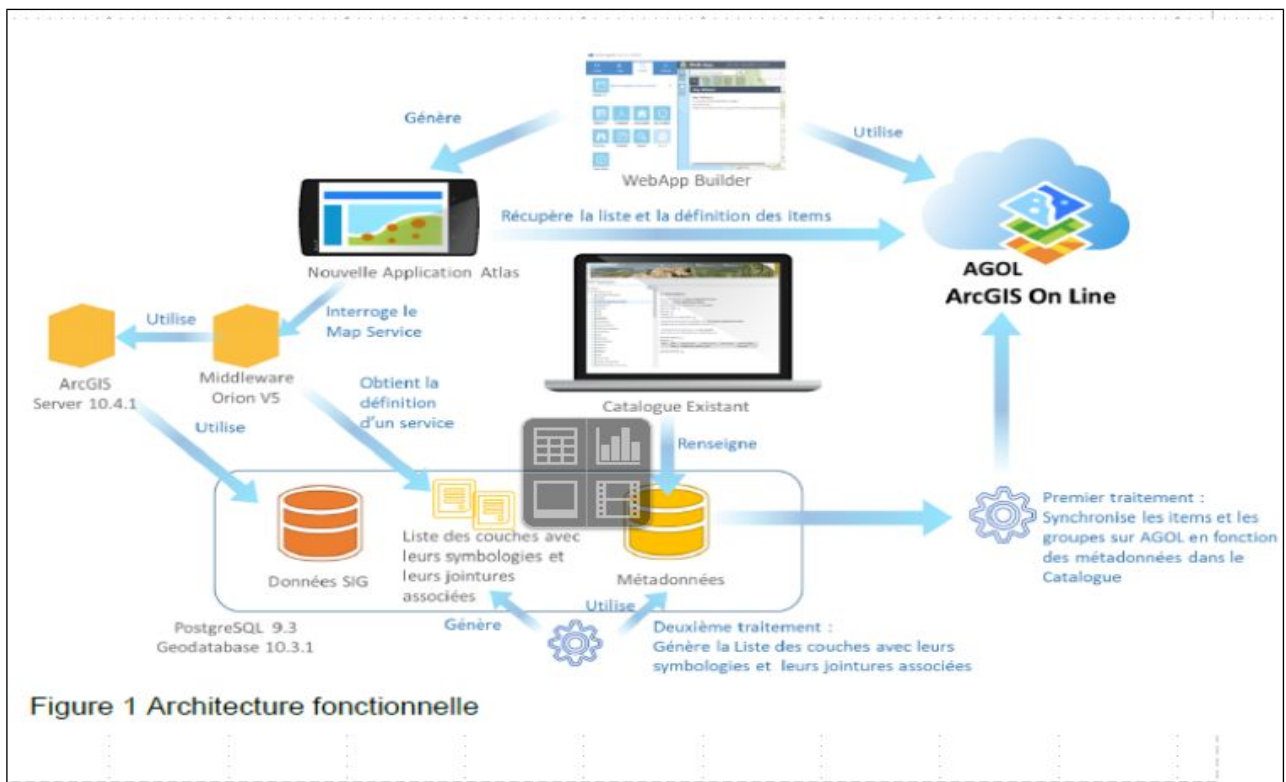 Génère
Utilise
WebApp Builder
Récupère la liste et la définition des items
Nouvelle Application Atlas
AGOL
ArcGIS On Line
Utilise
Interroge le
Map Service
ArcGIS
Server 10.4.1
Middleware
Orion V5
Obtient la
définition
d'un service
Catalogue Existant
Utilise
Renseigne
Premier traitement :
Synchronise les items et les
groupes sur AGOL en fonction
des métadonnées dans le
Catalogue
Données SIG
Liste des couches avec
leurs symbologies et
leurs jointures
associées
Métadonnées
PostgreSQL 9.3
Geodatabase 10.3.1
Génère
Utilise
Deuxième traitement :
Génère la Liste des couches avec leurs
symbologies et leurs jointures associées
Figure 1 Architecture fonctionnelle